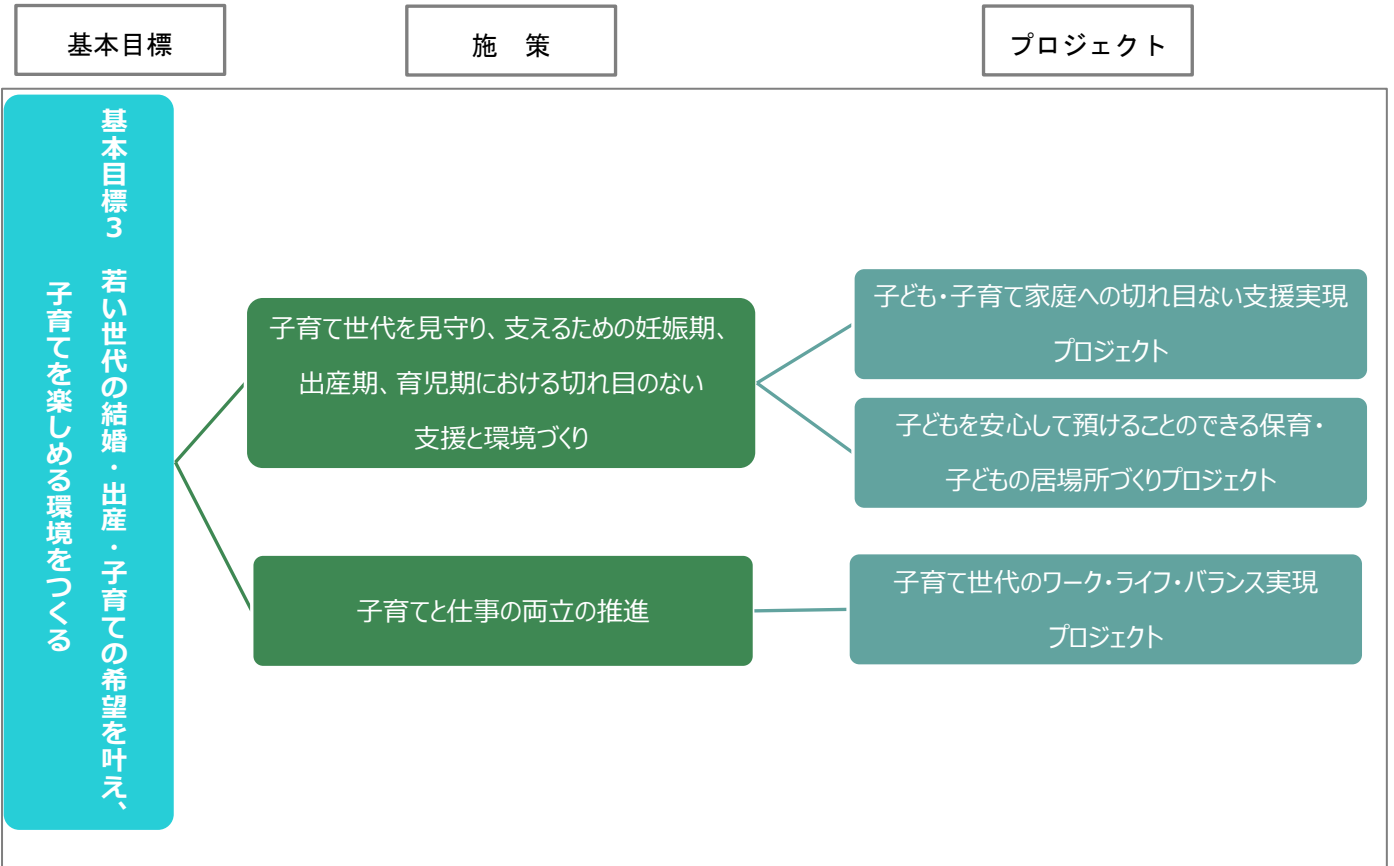 基本目標
施　策
プロジェクト
基本目標３　若い世代の結婚・出産・子育ての希望を叶え、
子育てを楽しめる環境をつくる
子育て世代を見守り、支えるための妊娠期、
出産期、育児期における切れ目のない
支援と環境づくり
子ども・子育て家庭への切れ目ない支援実現
プロジェクト
子どもを安心して預けることのできる保育・
子どもの居場所づくりプロジェクト
子育てと仕事の両立の推進
子育て世代のワーク・ライフ・バランス実現
プロジェクト